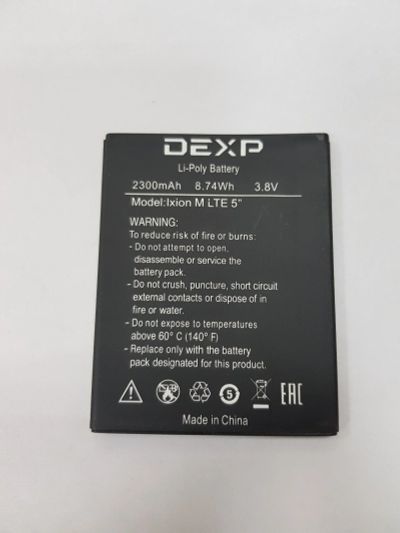 DEXP
Li-Poly Battery
2300mAh 8.74Wh 3.8V
Model:Ixion M LTE 5"
WARNING:
To reduce risk of fire or burns:
- Do not attempt to open,
disassemble or service the
battery pack.
- Do not crush, puncture, short circuit
external contacts or dispose of in
fire or water.
- Do not expose to temperatures
above 60° C (140° F)
- Replace only with the battery
pack designated for this product.
5 EAC
Made in China